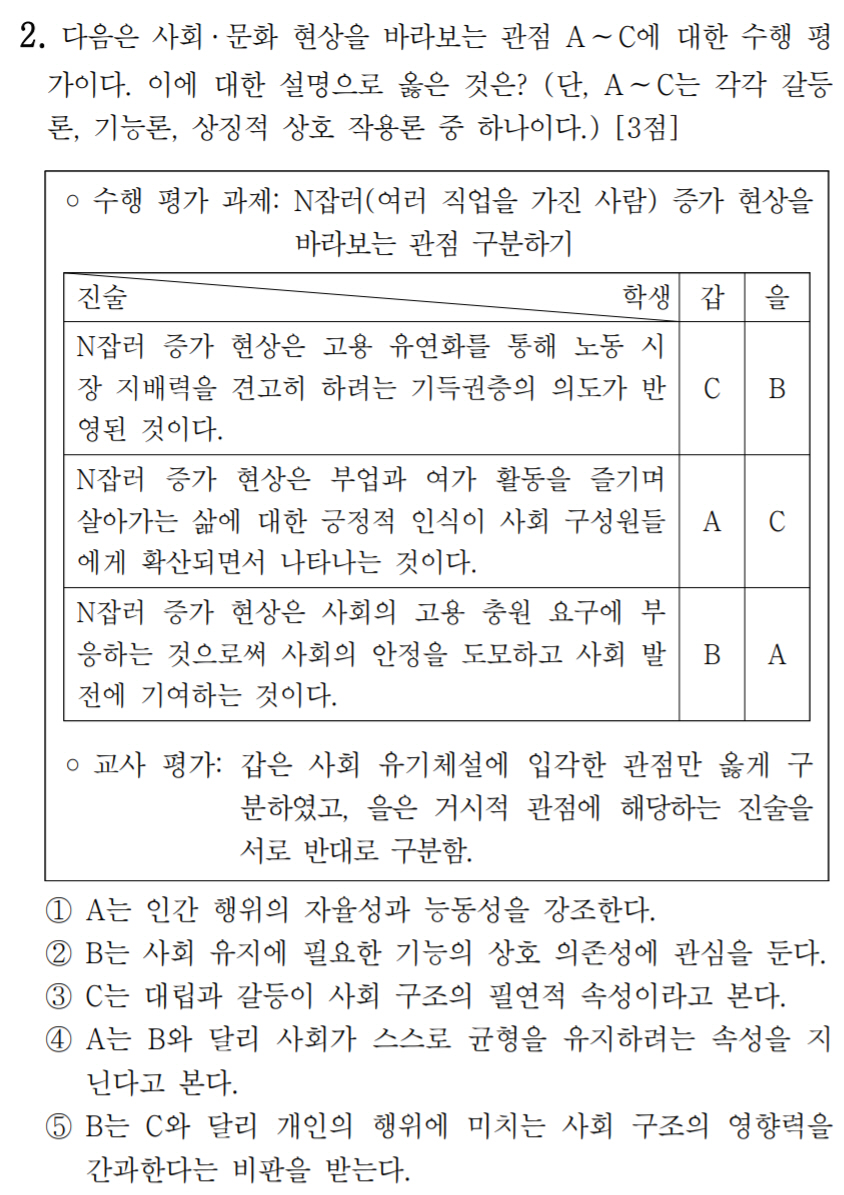 2. 다음은 사회·문화 현상을 바라보는 관점 A~C에 대한 수행 평
가이다. 이에 대한 설명으로 옳은 것은? (단, A~C는 각각 갈등
론, 기능론, 상징적 상호 작용론 중 하나이다.) [3점]
○ 수행 평가 과제: N잡러(여러 직업을 가진 사람) 증가 현상을
바라보는 관점 구분하기
진술 학생 갑 을
N잡러 증가 현상은 고용 유연화를 통해 노동 시
장 지배력을 견고히 하려는 기득권층의 의도가 반 C B
영된 것이다.
N잡러 증가 현상은 부업과 여가 활동을 즐기며
살아가는 삶에 대한 긍정적 인식이 사회 구성원들 A C
에게 확산되면서 나타나는 것이다.
N잡러 증가 현상은 사회의 고용 충원 요구에 부
응하는 것으로써 사회의 안정을 도모하고 사회 발 B A
전에 기여하는 것이다.
○ 교사 평가: 갑은 사회 유기체설에 입각한 관점만 옳게 구
분하였고, 을은 거시적 관점에 해당하는 진술을
서로 반대로 구분함.
① A는 인간 행위의 자율성과 능동성을 강조한다.
② B는 사회 유지에 필요한 기능의 상호 의존성에 관심을 둔다.
③ C는 대립과 갈등이 사회 구조의 필연적 속성이라고 본다.
④ A는 B와 달리 사회가 스스로 균형을 유지하려는 속성을 지
닌다고 본다.
⑤ B는 C와 달리 개인의 행위에 미치는 사회 구조의 영향력을
간과한다는 비판을 받는다.